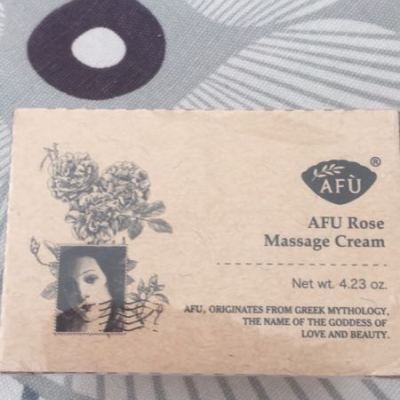 AFÙ ®
AFU Rose
Massage Cream
Net wt. 4.23 oz.
AFU, ORIGINATES FROM GREEK MYTHOLOGY,
THE NAME OF THE GODDESS OF
LOVE AND BEAUTY.